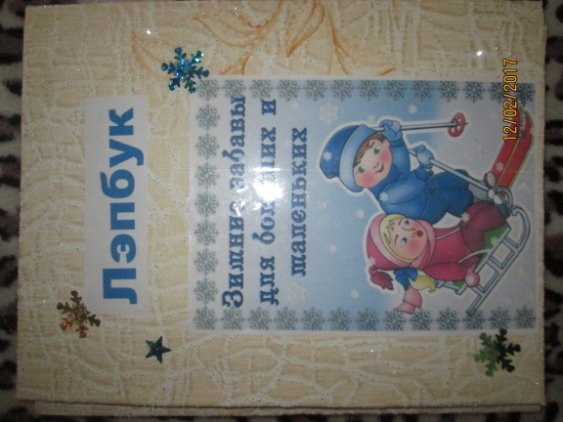 Лэпбук
Зимние забавы
для больших и
маленьких
12/02/2017